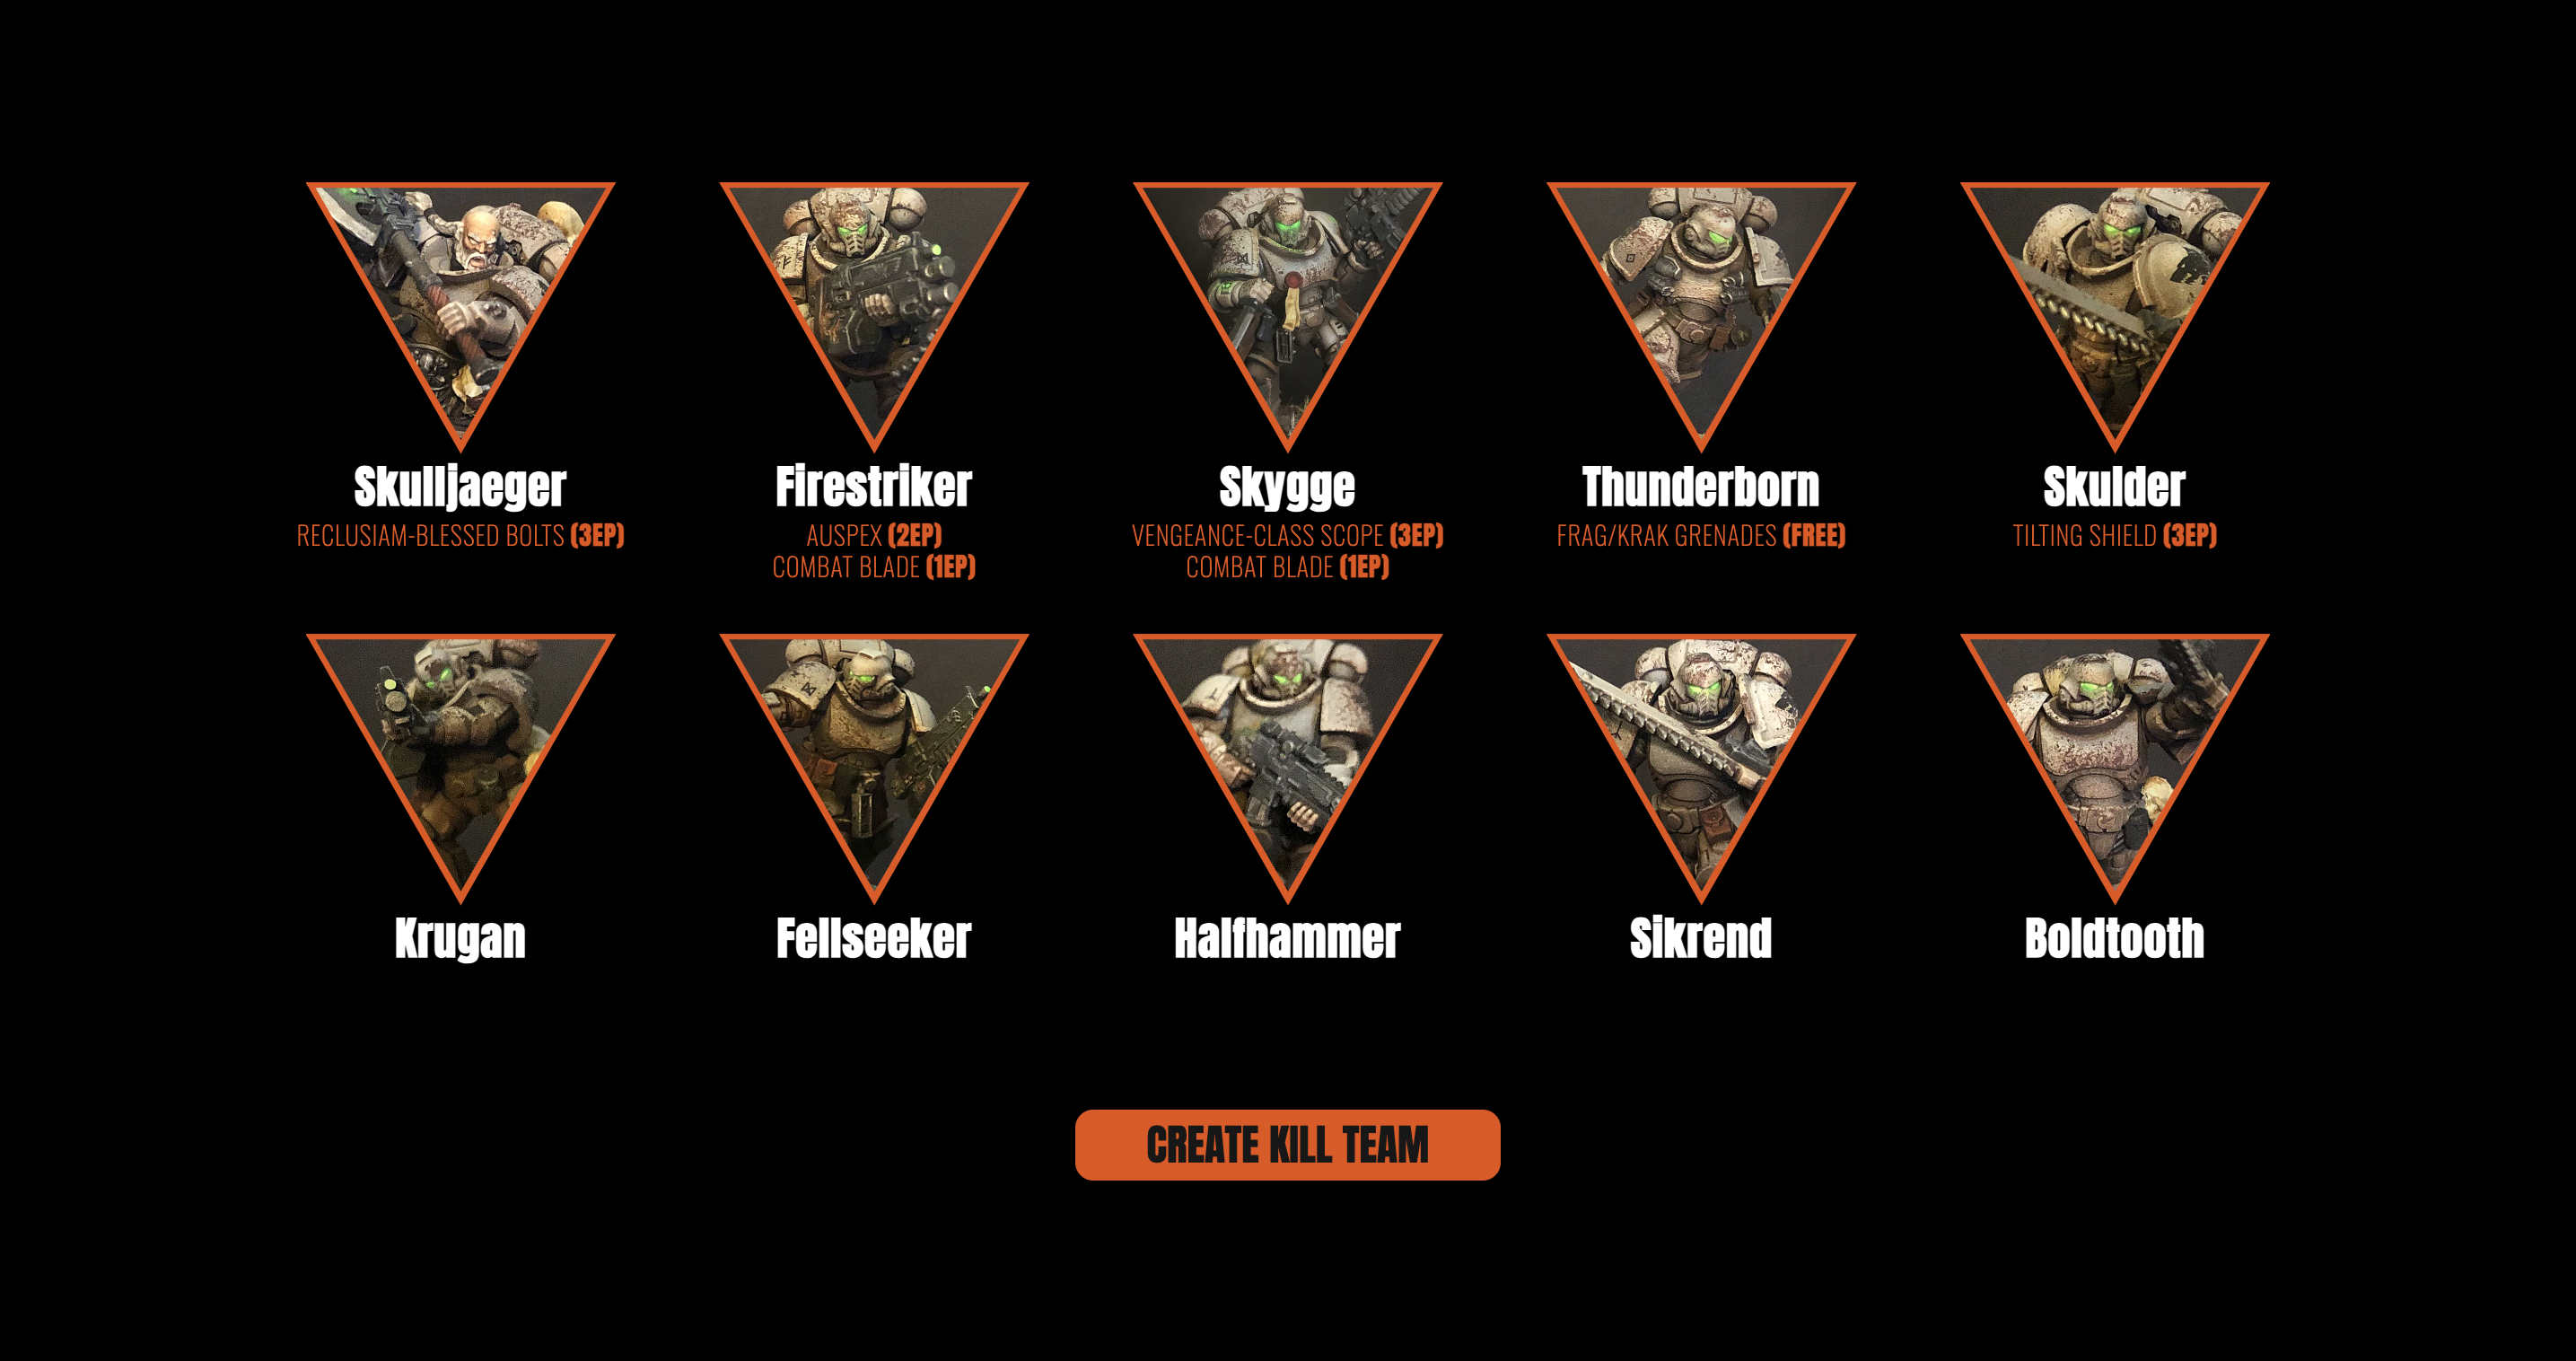 Skulljaeger
RECLUSIAM-BLESSED BOLTS (3EP)
Firestriker
AUSPEX (2EP)
COMBAT BLADE (1EP)
Skygge
VENGEANCE-CLASS SCOPE (3EP)
COMBAT BLADE (1EP)
Thunderborn
FRAG/KRAK GRENADES (FREE)
Skulder
TILTING SHIELD (3EP)
Krugan
Fellseeker
Halfhammer
Sikrend
Boldtooth
CREATE KILL TEAM